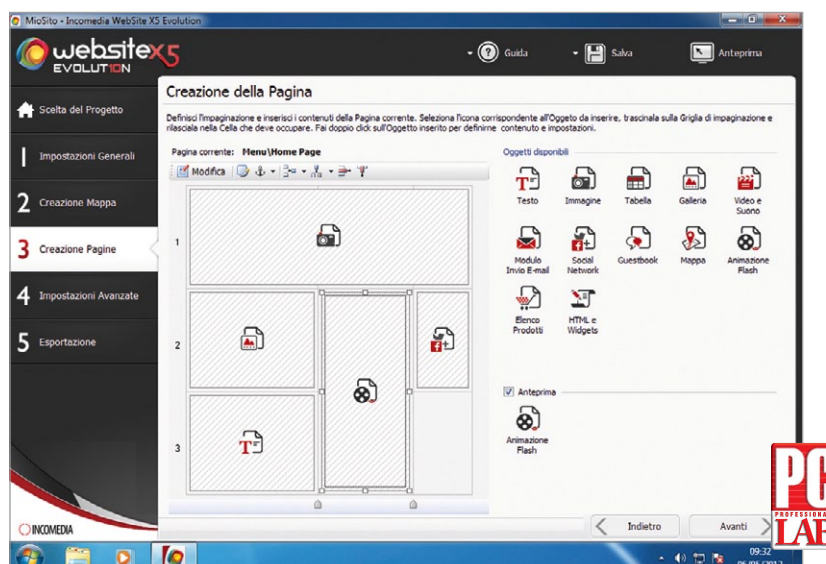 MioSito - Incomedia WebSite X5 Evolution
websitex5
EVOLUT10N
Guida
Salva
Anteprima
Scelta del Progetto
1 Impostazioni Generali
2 Creazione Mappa
3 Creazione Pagine
4 Impostazioni Avanzate
5 Esportazione
INCOMEDIA
Creazione della Pagina
Definisci l'impaginazione e inserisci i contenuti della Pagina corrente. Seleziona l'icona corrispondente all'Oggeto da inserire, trascinala sulla Griglia di impaginazione e
rilasciala nella Cella che deve occupare. Fai doppio click sull'Oggetto inserito per definirne contenuto e impostazioni.
Pagina corrente: Menu\Home Page
Modifica
1
2
3
T
Oggetti disponibili
Testo Immagine Tabella Galleria Video e
Suono
Modulo
Invio E-mail
Social
Network
Guestbook Mappa Animazione
Flash
Elenco
Prodotti
HTML e
Widgets
Anteprima
Animazione
Flash
Indietro
Avanti
PROFESSIONA
LAB
09:32